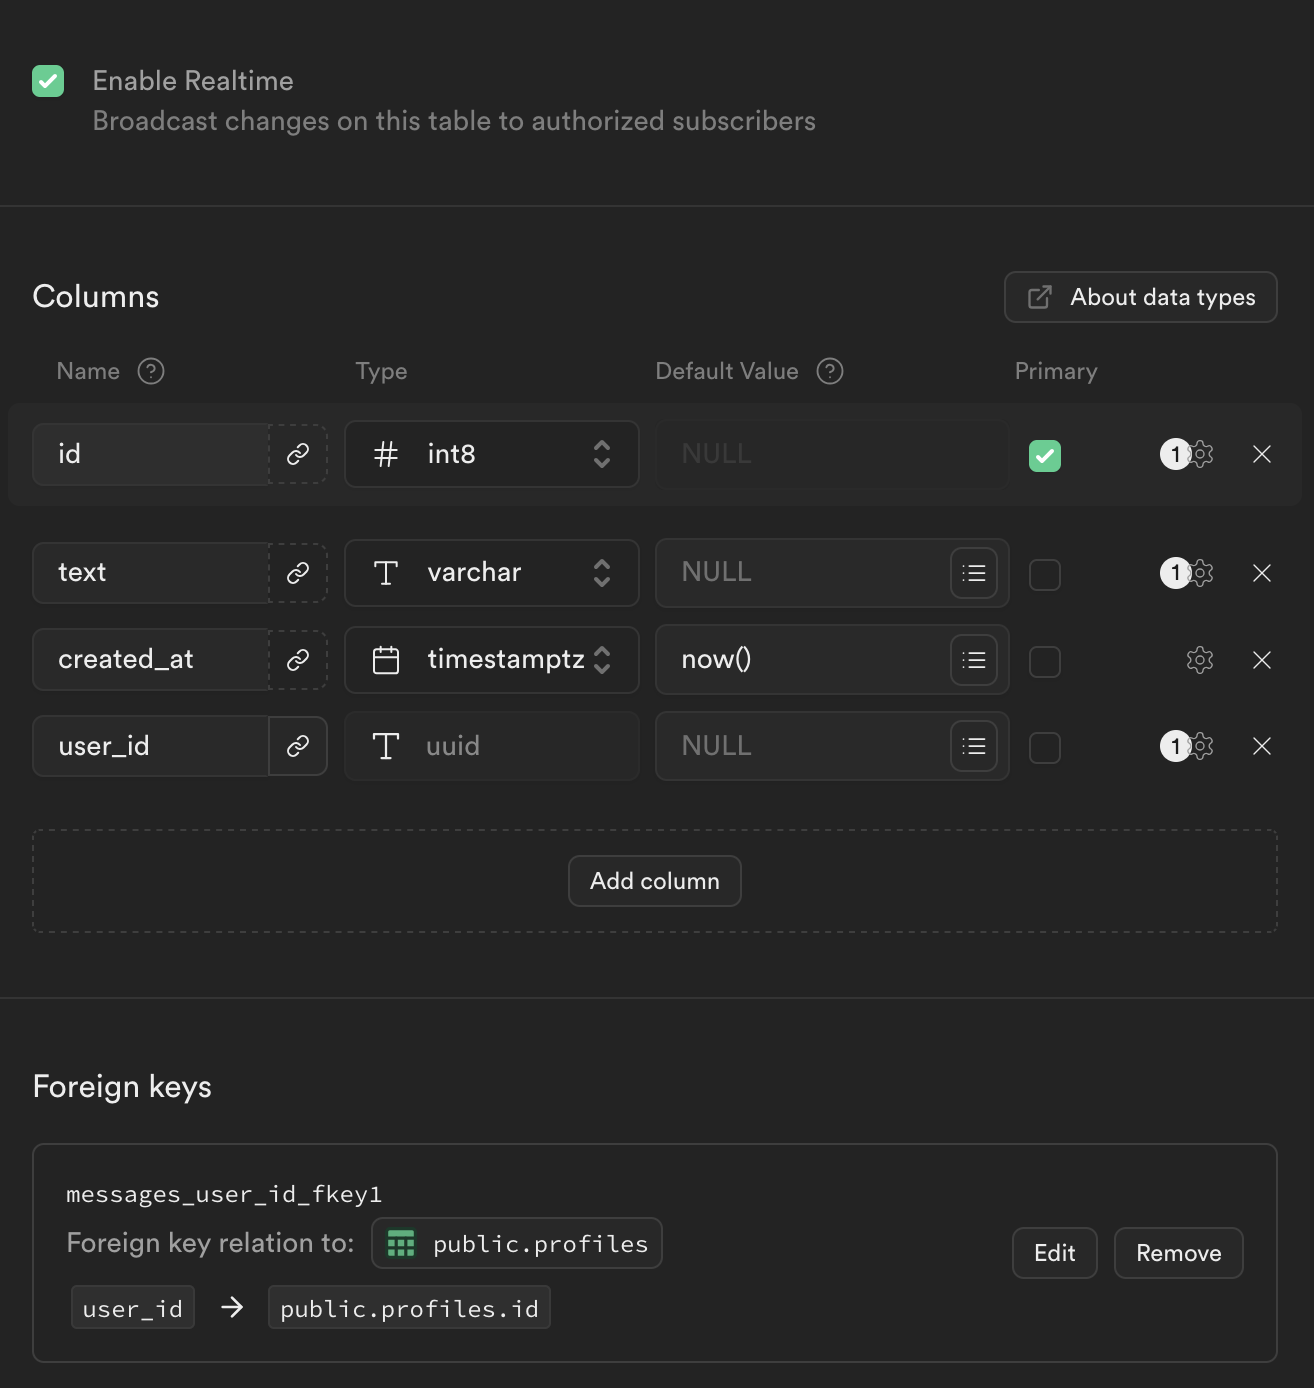 Enable Realtime
Broadcast changes on this table to authorized subscribers
Columns
About data types
Name ? Type Default Value ? Primary
id # int8 NULL 1
text T varchar NULL 1
created_at timestamptz now()
user_id T uuid NULL 1
Add column
Foreign keys
messages_user_id_fkey1
Foreign key relation to: public.profiles
Edit Remove
user_id → public.profiles.id